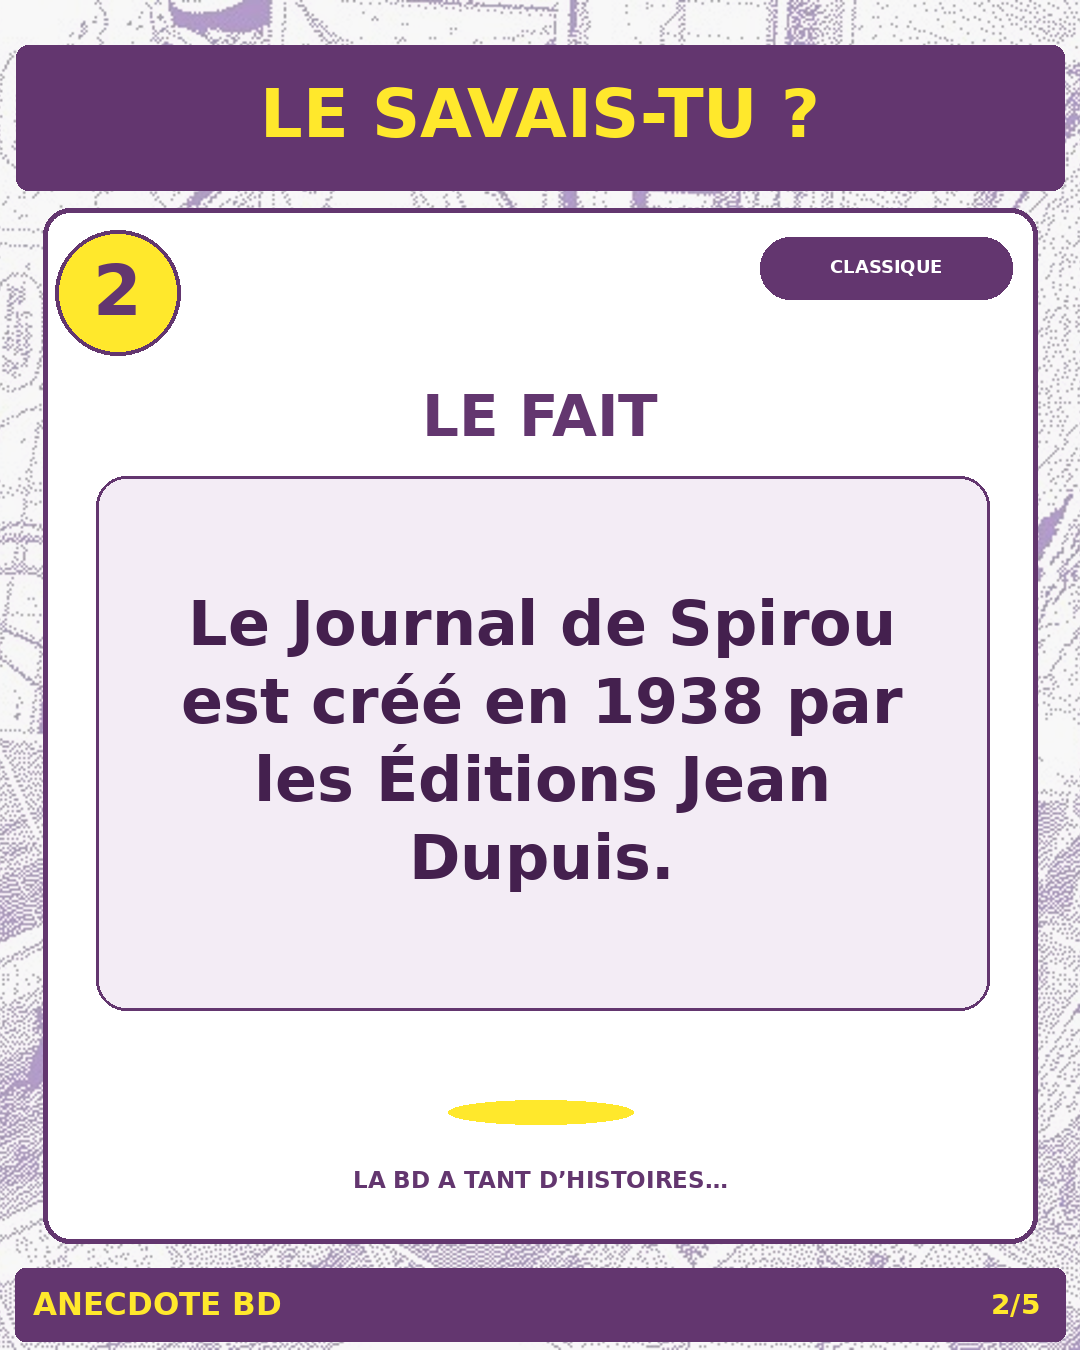 LE SAVAIS-TU ?
2
CLASSIQUE
LE FAIT
Le Journal de Spirou
est créé en 1938 par
les Éditions Jean
Dupuis.
LA BD A TANT D’HISTOIRES…
ANECDOTE BD
2/5